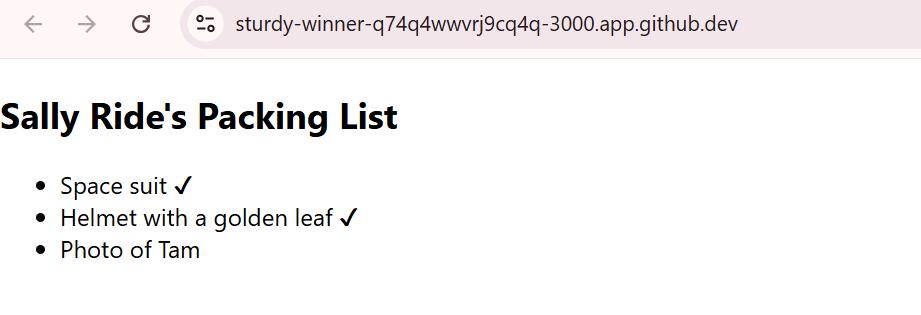 sturdy-winner-q74q4wwvrj9cq4q-3000.app.github.dev
Sally Ride's Packing List
• Space suit ✔
• Helmet with a golden leaf ✔
• Photo of Tam